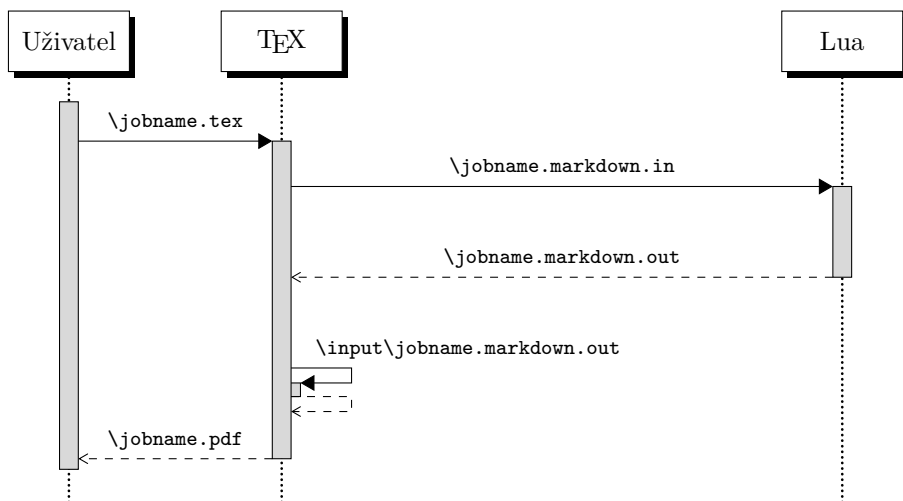 Uživatel
TEX
Lua
\jobname.tex
\jobname.markdown.in
\jobname.markdown.out
\input\jobname.markdown.out
\jobname.pdf